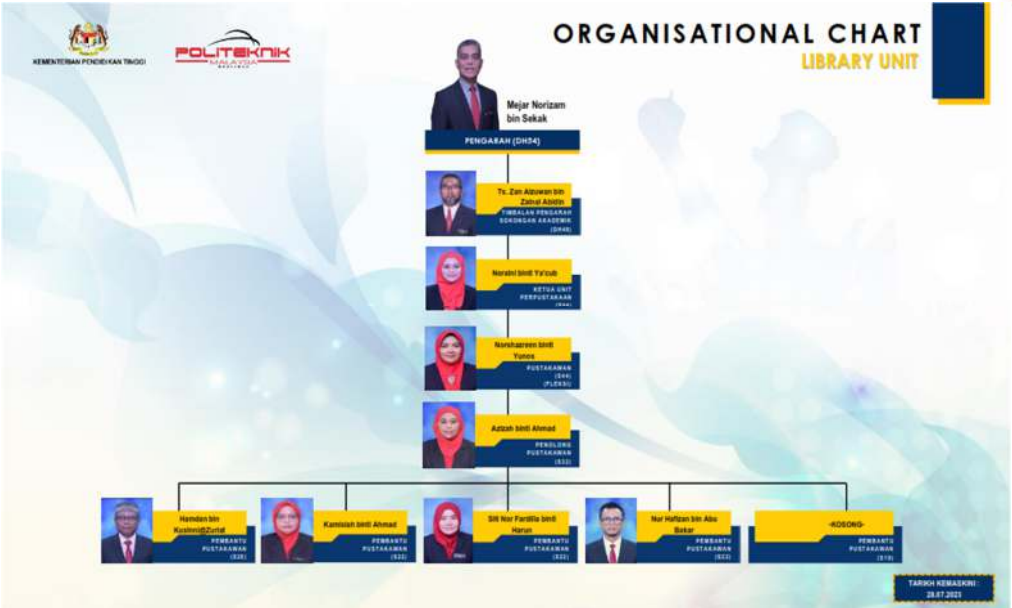 KEMENTERIAN PENDIDIKAN TINGGI
POLITEKNIK
MALAYSIA
ORGANISATIONAL CHART
LIBRARY UNIT
Mejar Norizam
bin Sekak
PENGARAH (DH54)
Ts. Zan Aizuwan bin
Zainal Abidin
TIMBALAN PENGARAH
SOKONGAN AKADEMIK
(DH48)
Noraini binti Ya'cub
KETUA UNIT
PERPUSTAKAAN
Norshazreen binti
Yunos
PUSTAKAWAN
(S44)
(FLEKSI)
Azizah binti Ahmad
PENOLONG
PUSTAKAWAN
(S32)
Hamdan bin
PEMBANTU
PUSTAKAWAN
Kamisiah binti Ahmad
PEMBANTU
PUSTAKAWAN
(S22)
Siti Nor Fardilla binti
Harun
PEMBANTU
PUSTAKAWAN
(S22)
Nor Hafizan bin Abu
Bakar
PEMBANTU
PUSTAKAWAN
(S22)
-KOSONG-
PEMBANTU
PUSTAKAWAN
(S19)
TARIKH KEMASKINI :
28.07.2023